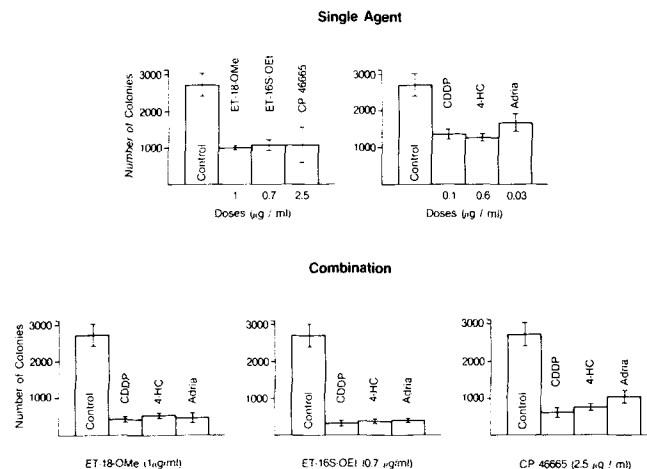 Single Agent
Number of Colonies
3000
2000
1000
Control
ET-18-OMe
ET-16S-OEt
CP 46665
1 0.7 2.5
Doses (μg / ml)
3000
2000
1000
Control
CDDP
4-HC
Adria
0.1 0.6 0.03
Doses (μg / ml)
Combination
Number of Colonies
3000
2000
1000
Control
CDDP
4-HC
Adria
ET-18-OMe (1μg/ml)
3000
2000
1000
Control
CDDP
4-HC
Adria
ET-16S-OEt (0.7 μg/ml)
3000
2000
1000
Control
CDDP
4-HC
Adria
CP 46665 (2.5 μg / ml)